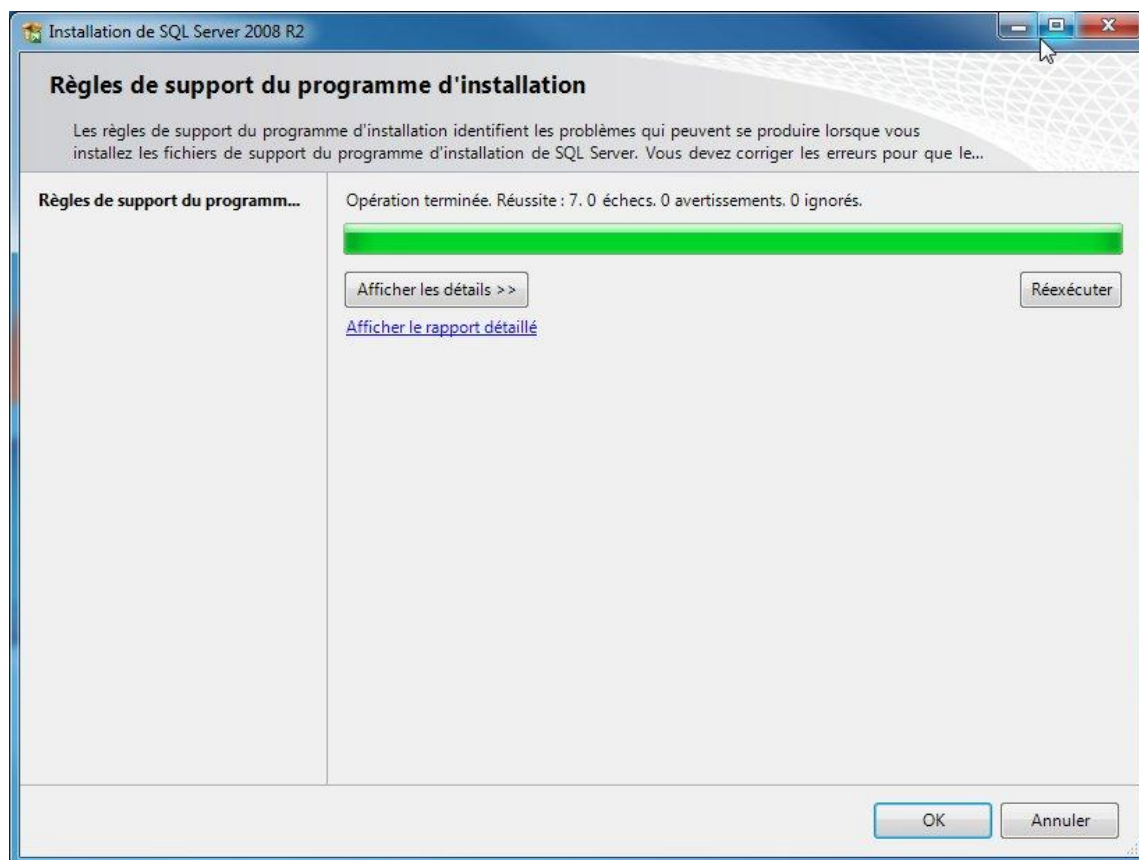 Installation de SQL Server 2008 R2
Règles de support du programme d'installation
Les règles de support du programme d'installation identifient les problèmes qui peuvent se produire lorsque vous
installez les fichiers de support du programme d'installation de SQL Server. Vous devez corriger les erreurs pour que le...
Règles de support du programm...
Opération terminée. Réussite : 7. 0 échecs. 0 avertissements. 0 ignorés.
Afficher les détails >>
Réexécuter
Afficher le rapport détaillé
OK
Annuler